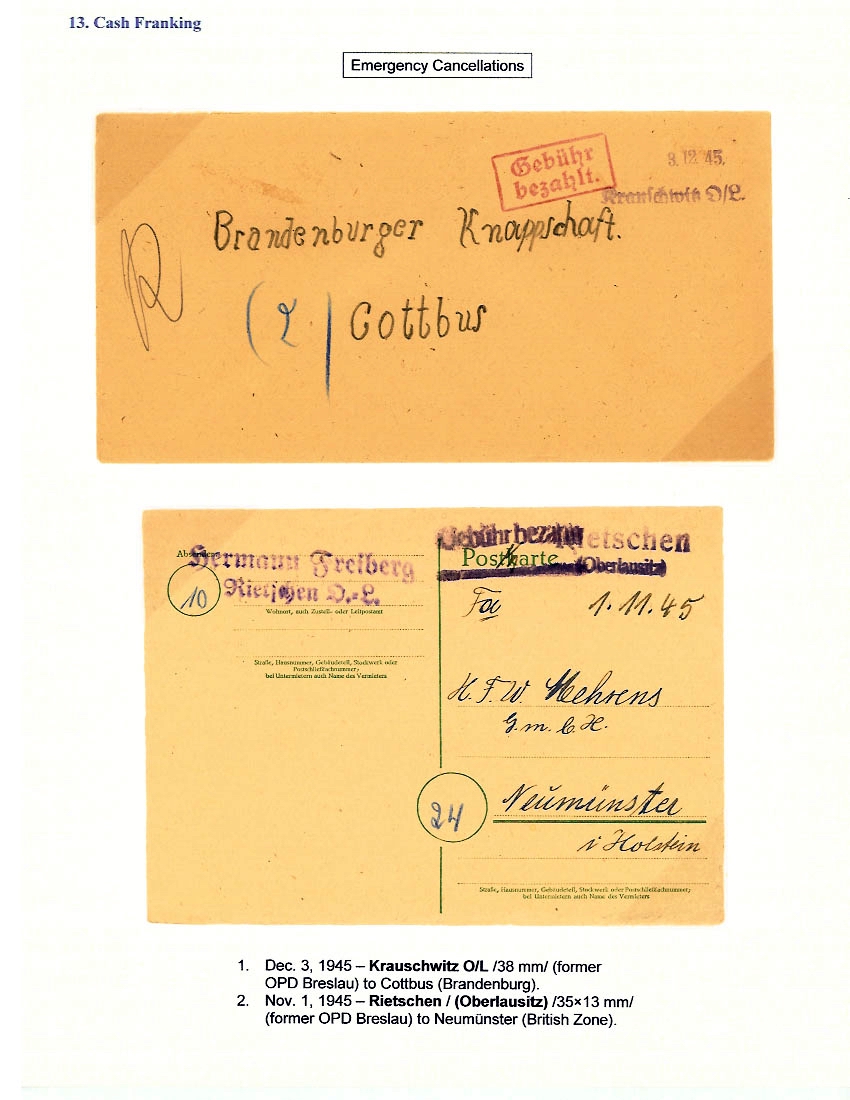 13. Cash Franking
Emergency Cancellations
Gebühr
bezahlt.
3.12.45.
Krauschwitz O/L.
Brandenburger Knappschaft.
(2) Cottbus
Absender:
Hermann Freiberg
Rietschen O.-L.
10
Wohnort, auch Zustell- oder Leitpostamt
Straße, Hausnummer, Gebäudeteil, Stockwerk oder
Postschließfachnummer;
bei Untermietern auch Name des Vermieters
Gebühr bezahlt Rietschen
Postkarte (Oberlausitz)
Fa 1.11.45
H. F. W. Mehrens
G.m.b.H.
24
Neumünster
i Holstein
Straße, Hausnummer, Gebäudeteil, Stockwerk oder Postschließfachnummer;
bei Untermietern auch Name des Vermieters
1. Dec. 3, 1945 – Krauschwitz O/L /38 mm/ (former
OPD Breslau) to Cottbus (Brandenburg).
2. Nov. 1, 1945 – Rietschen / (Oberlausitz) /35×13 mm/
(former OPD Breslau) to Neumünster (British Zone).